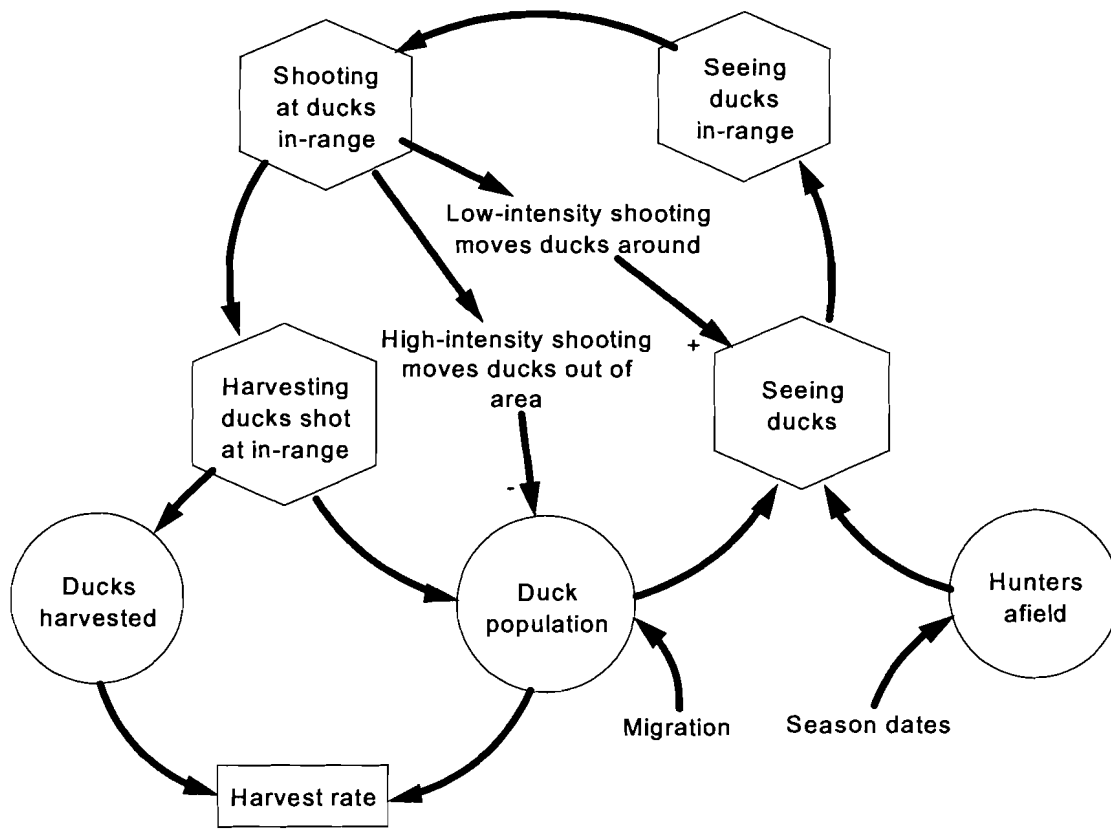 Shooting
at ducks
in-range
Seeing
ducks
in-range
Low-intensity shooting
moves ducks around
High-intensity shooting
moves ducks out of
area
+
-
Harvesting
ducks shot
at in-range
Seeing
ducks
Ducks
harvested
Duck
population
Hunters
afield
Migration
Season dates
Harvest rate